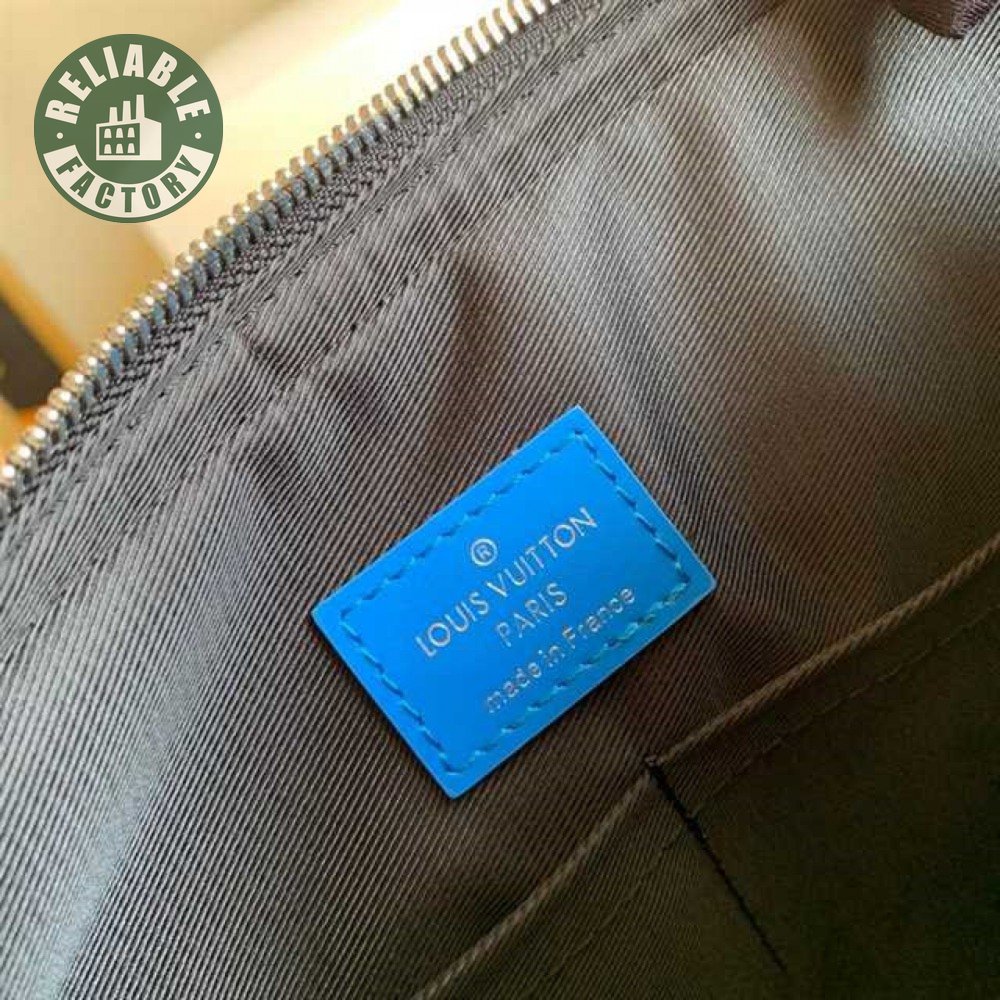 RELIABLE
FACTORY
®
LOUIS VUITTON
PARIS
made in France